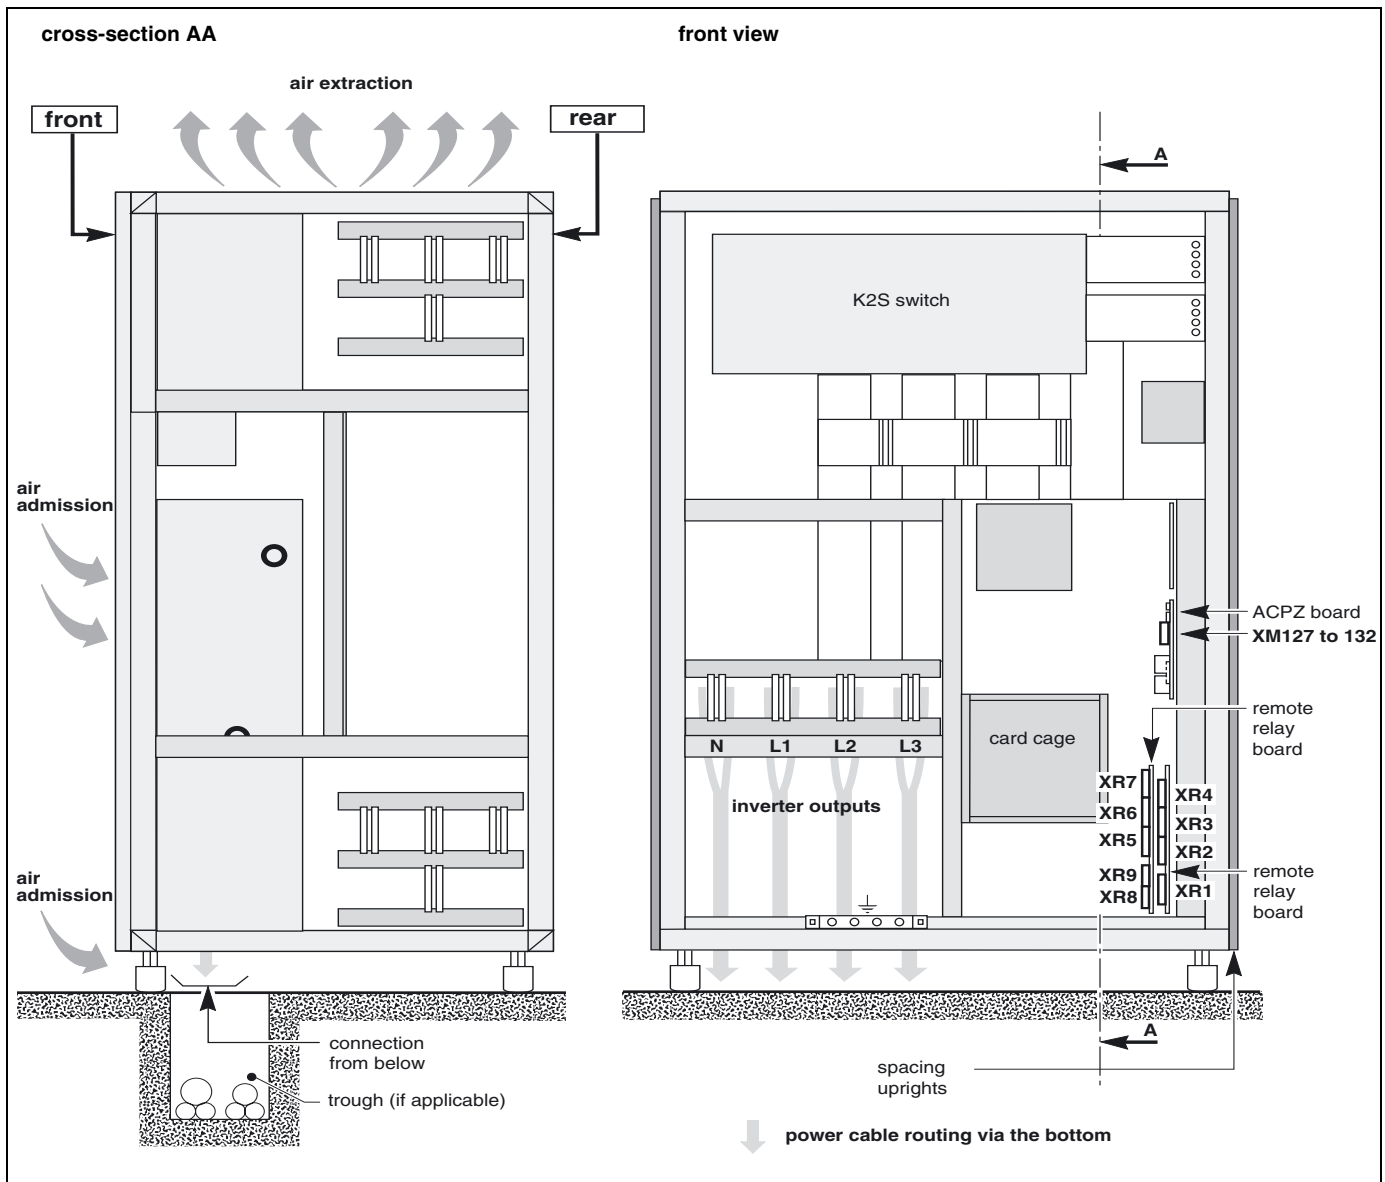 cross-section AA
front view
air extraction
front
rear
A
K2S switch
air
admission
ACPZ board
XM127 to 132
remote
relay
board
card cage
N L1 L2 L3
inverter outputs
XR7
XR6
XR5
XR9
XR8
XR4
XR3
XR2
XR1
remote
relay
board
air
admission
connection
from below
trough (if applicable)
A
spacing
uprights
power cable routing via the bottom